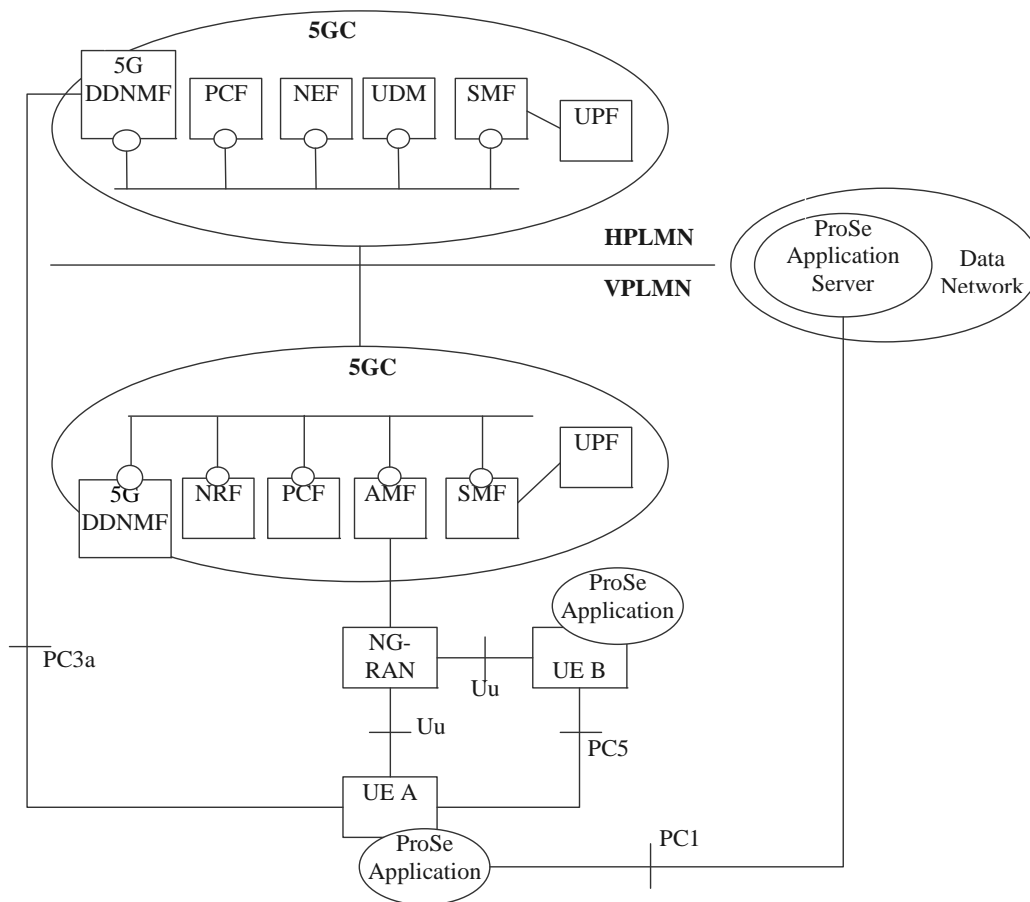 5GC
5G
DDNMF
PCF
NEF
UDM
SMF
UPF
HPLMN
VPLMN
ProSe
Application
Server
Data
Network
5GC
5G
DDNMF
NRF
PCF
AMF
SMF
UPF
ProSe
Application
NG-
RAN
UE B
Uu
PC3a
Uu
PC5
UE A
ProSe
Application
PC1